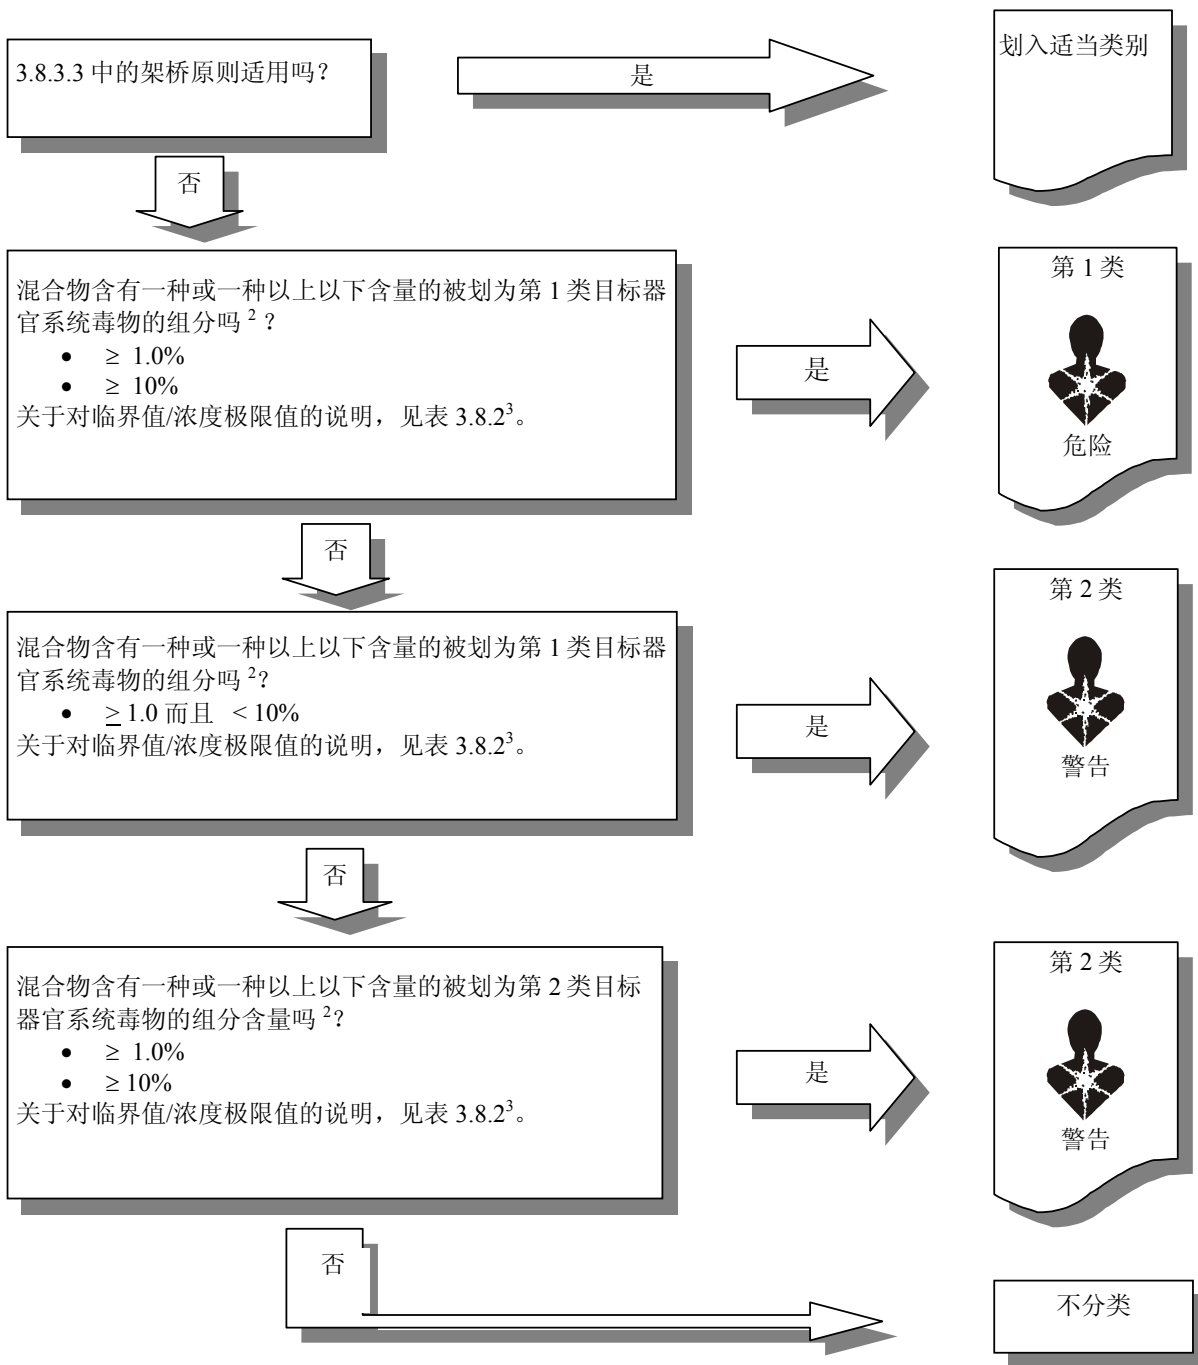 3.8.3.3 中的架桥原则适用吗?
是
划入适当类别
否
混合物含有一种或一种以上以下含量的被划为第 1 类目标器
官系统毒物的组分吗 ²?
• ≥ 1.0%
• ≥ 10%
关于对临界值/浓度极限值的说明，见表 3.8.2³。
是
第 1 类
危险
否
混合物含有一种或一种以上以下含量的被划为第 1 类目标器
官系统毒物的组分吗 ²?
• ≥ 1.0 而且 < 10%
关于对临界值/浓度极限值的说明，见表 3.8.2³。
是
第 2 类
警告
否
混合物含有一种或一种以上以下含量的被划为第 2 类目标
器官系统毒物的组分含量吗 ²?
• ≥ 1.0%
• ≥ 10%
关于对临界值/浓度极限值的说明，见表 3.8.2³。
是
第 2 类
警告
否
不分类